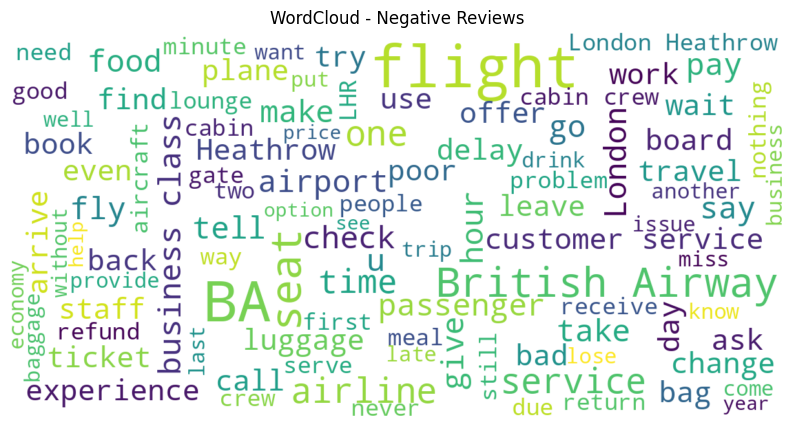 WordCloud - Negative Reviews
need food minute want try flight London Heathrow
good find plane put use offer cabin crew work pay
well lounge make LHR go wait
book cabin Heathrow price one delay drink board nothing
even gate two airport poor problem travel another business
aircraft fly tell option people see hour leave London say
arrive without help back business class way check u trip customer service issue miss
economy provide BA seat time British Airway
baggage staff first passenger receive day know
refund last luggage meal give take ask
ticket serve late still bad lose change
experience call airline service bag come
crew never due return year